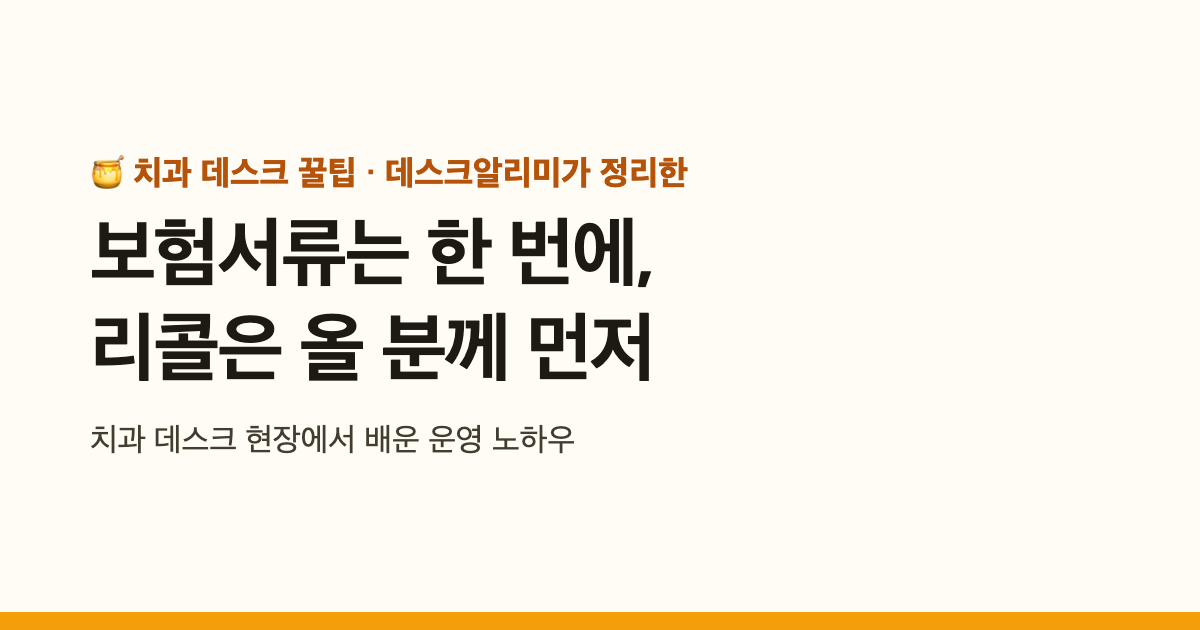 🍯 치과 데스크 꿀팁 · 데스크알리미가 정리한
보험서류는 한 번에,
리콜은 올 분께 먼저
치과 데스크 현장에서 배운 운영 노하우